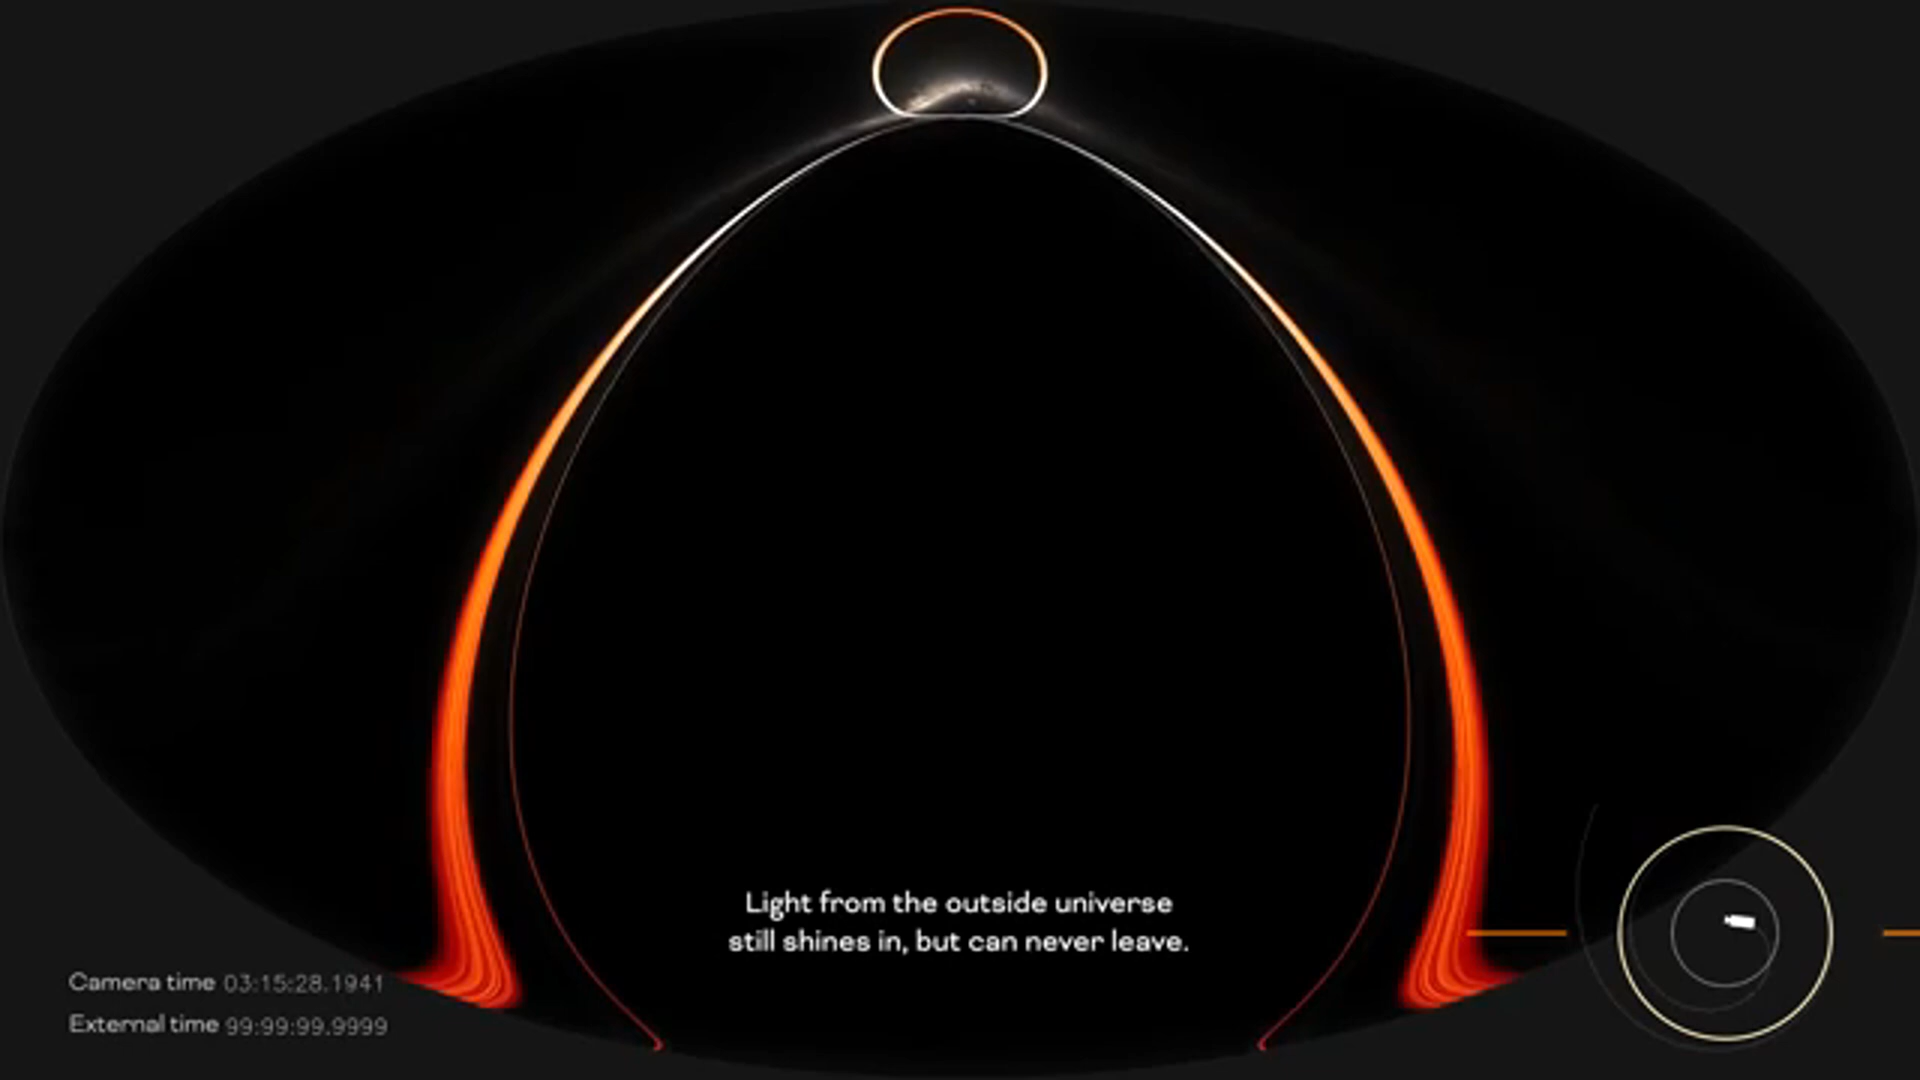 Light from the outside universe
still shines in, but can never leave.
Camera time 03:15:28.1941
External time 99:99:99.9999